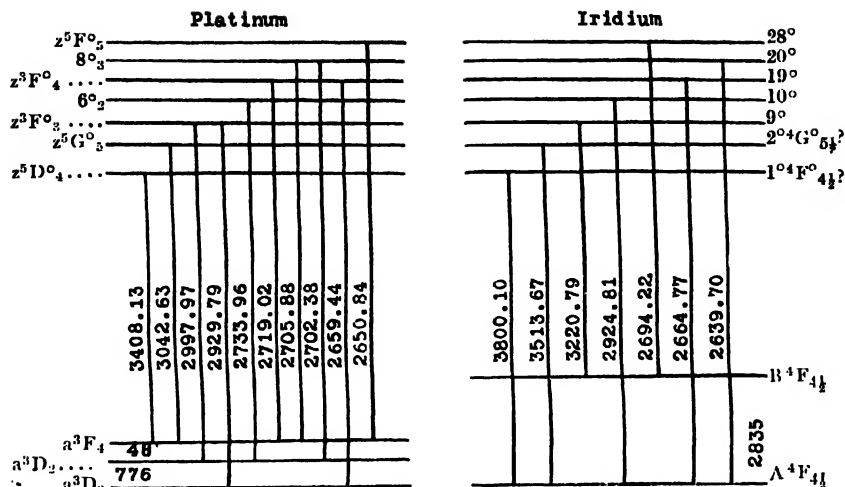 Platinum
z⁵F°₅
8°₃
z³F°₄ ....
6°₂
z³F°₃ ....
z⁵G°₅
z⁵D°₄ ....
3408.13
3042.63
2997.97
2929.79
2733.96
2719.02
2705.88
2702.38
2659.44
2650.84
a³F₄
48
a³D₂ ....
776
a³D
Iridium
28°
20°
19°
10°
9°
2°⁴G°₅½?
1°⁴F°₄½?
3800.10
3513.67
3220.79
2924.81
2694.22
2664.77
2639.70
B⁴F₄½
2835
A⁴F₄½